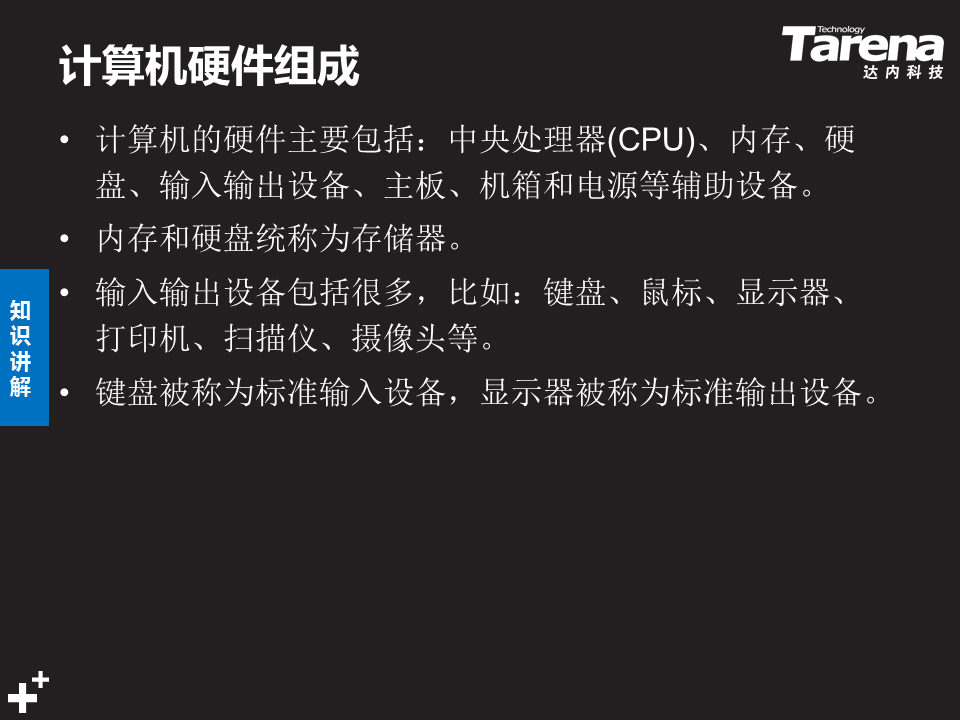 计算机硬件组成
Technology
Tarena
达内科技
• 计算机的硬件主要包括：中央处理器(CPU)、内存、硬
盘、输入输出设备、主板、机箱和电源等辅助设备。
• 内存和硬盘统称为存储器。
• 输入输出设备包括很多，比如：键盘、鼠标、显示器、
打印机、扫描仪、摄像头等。
• 键盘被称为标准输入设备，显示器被称为标准输出设备。
知
识
讲
解